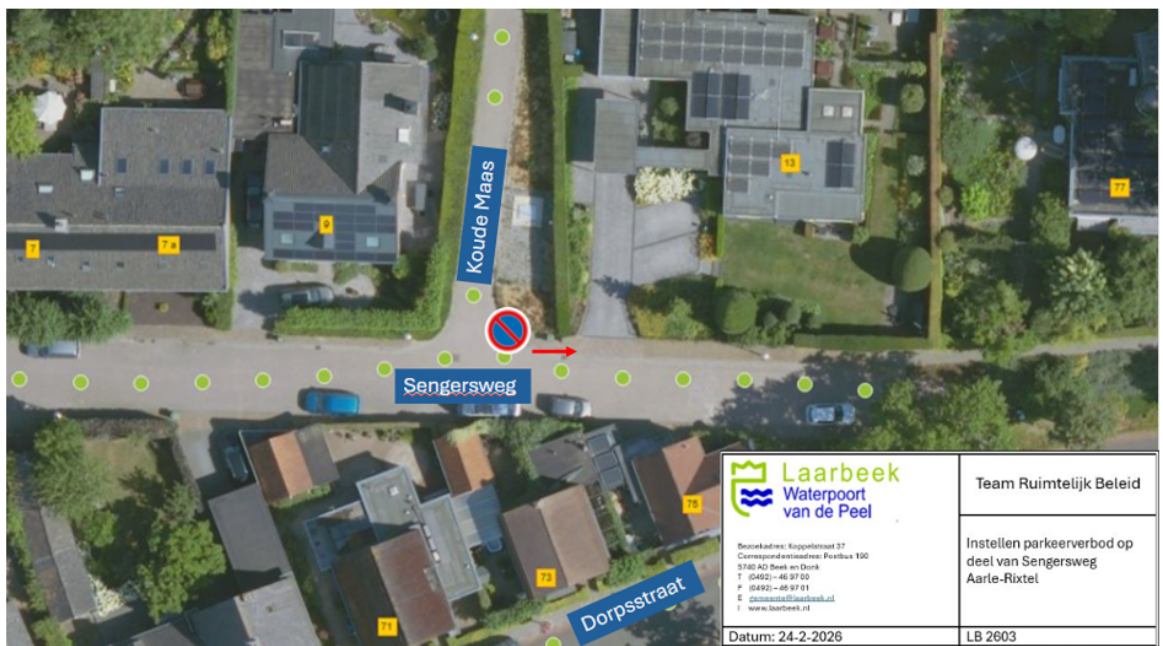 Koude Maas
13
77
9
7
7 a
Sengersweg
75
73
71
Dorpsstraat
Laarbeek
Waterpoort
van de Peel
Bezoekadres: Koppelstraat 37
Correspondentieadres: Postbus 190
5740 AD Beek en Donk
T (0492) – 46 97 00
F (0492) – 46 97 01
E gemeente@laarbeek.nl
I www.laarbeek.nl
Team Ruimtelijk Beleid
Instellen parkeerverbod op
deel van Sengersweg
Aarle-Rixtel
Datum: 24-2-2026
LB 2603